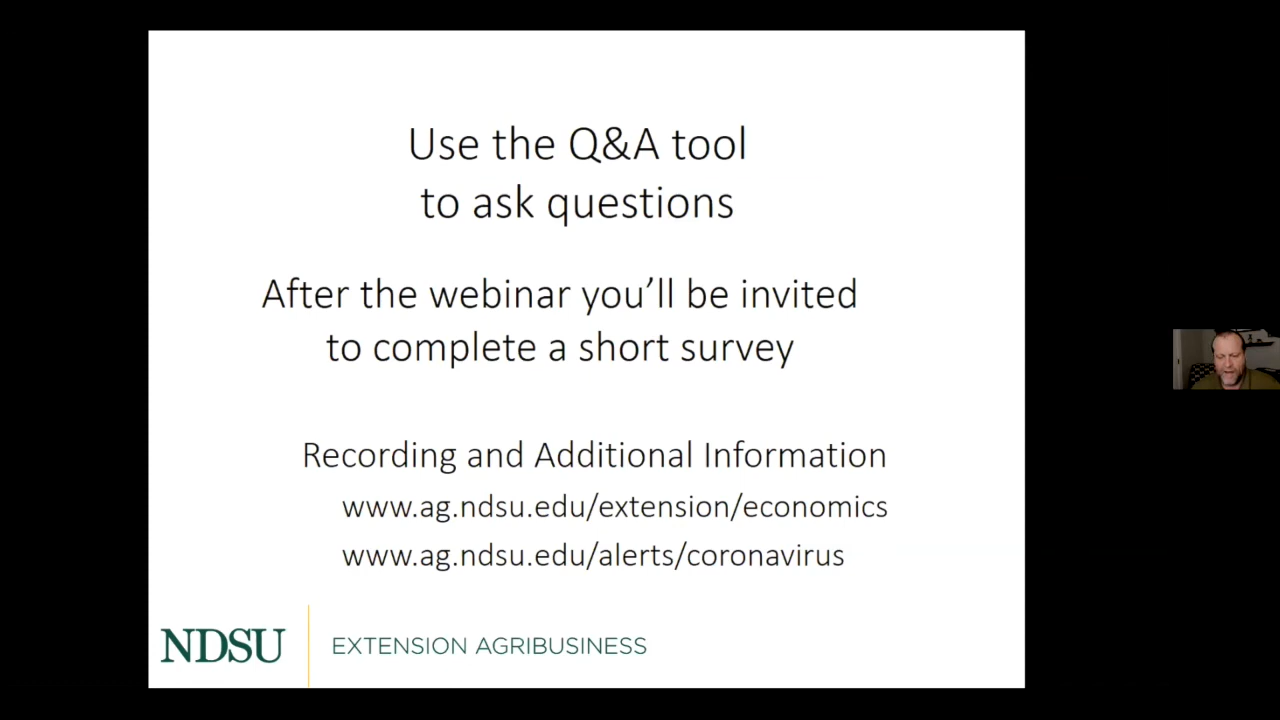 Use the Q&A tool
to ask questions
After the webinar you'll be invited
to complete a short survey
Recording and Additional Information
www.ag.ndsu.edu/extension/economics
www.ag.ndsu.edu/alerts/coronavirus
NDSU
EXTENSION AGRIBUSINESS